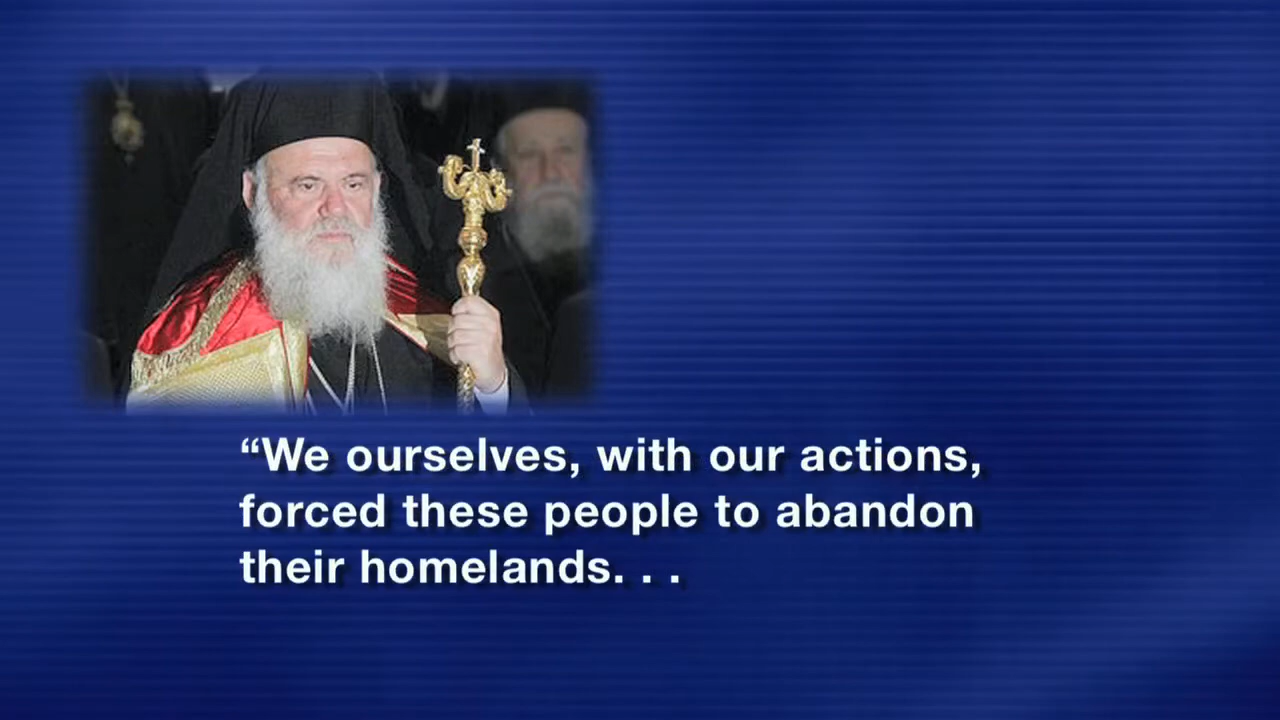 “We ourselves, with our actions,
forced these people to abandon
their homelands. . .